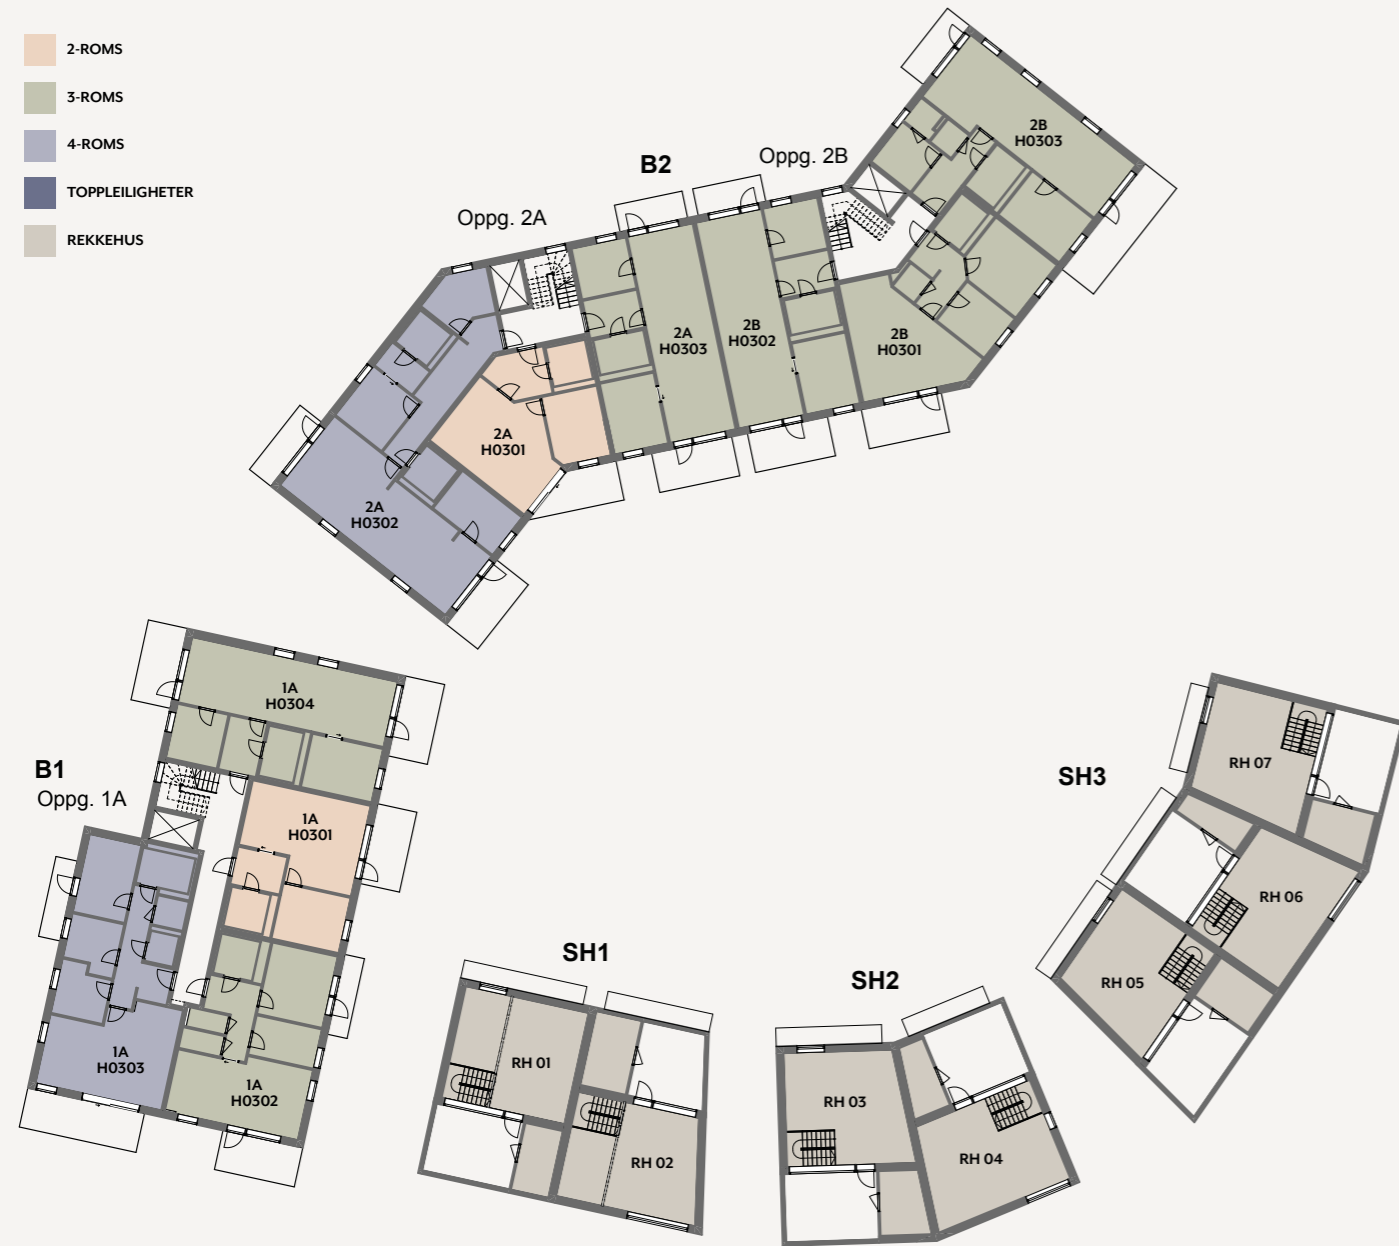 2-ROMS
3-ROMS
4-ROMS
TOPPLEILIGHETER
REKKEHUS
B2
Oppg. 2A
Oppg. 2B
2B
H0303
2A
H0303
2B
H0302
2B
H0301
2A
H0301
2A
H0302
B1
Oppg. 1A
1A
H0304
1A
H0301
1A
H0303
1A
H0302
SH1
RH 01
RH 02
SH2
RH 03
RH 04
SH3
RH 07
RH 06
RH 05